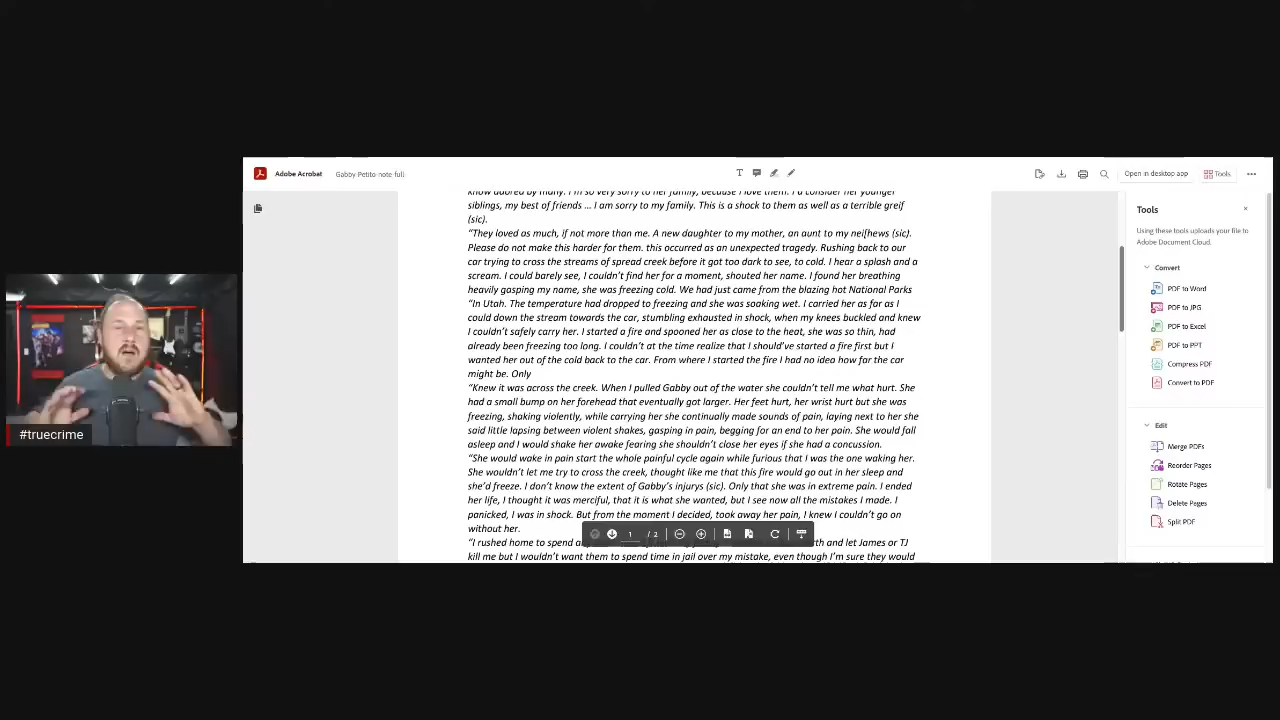 Adobe Acrobat
Gabby Petito note full
Open in desktop app
Tools
know adored by many. I'm so very sorry to her family, because I love them. I'd consider her younger
siblings, my best of friends … I am sorry to my family. This is a shock to them as well as a terrible greif
(sic).
“They loved as much, if not more than me. A new daughter to my mother, an aunt to my neifhews (sic).
Please do not make this harder for them. this occurred as an unexpected tragedy. Rushing back to our
car trying to cross the streams of spread creek before it got too dark to see, to cold. I hear a splash and a
scream. I could barely see, I couldn’t find her for a moment, shouted her name. I found her breathing
heavily gasping my name, she was freezing cold. We had just came from the blazing hot National Parks
“In Utah. The temperature had dropped to freezing and she was soaking wet. I carried her as far as I
could down the stream towards the car, stumbling exhausted in shock, when my knees buckled and knew
I couldn’t safely carry her. I started a fire and spooned her as close to the heat, she was so thin, had
already been freezing too long. I couldn’t at the time realize that I should’ve started a fire first but I
wanted her out of the cold back to the car. From where I started the fire I had no idea how far the car
might be. Only
“Knew it was across the creek. When I pulled Gabby out of the water she couldn’t tell me what hurt. She
had a small bump on her forehead that eventually got larger. Her feet hurt, her wrist hurt but she was
freezing, shaking violently, while carrying her she continually made sounds of pain, laying next to her she
said little lapsing between violent shakes, gasping in pain, begging for an end to her pain. She would fall
asleep and I would shake her awake fearing she shouldn’t close her eyes if she had a concussion.
“She would wake in pain start the whole painful cycle again while furious that I was the one waking her.
She wouldn’t let me try to cross the creek, thought like me that this fire would go out in her sleep and
she’d freeze. I don’t know the extent of Gabby’s injurys (sic). Only that she was in extreme pain. I ended
her life, I thought it was merciful, that it is what she wanted, but I see now all the mistakes I made. I
panicked, I was in shock. But from the moment I decided, took away her pain, I knew I couldn’t go on
without her.
“I rushed home to spend and let James or TJ
kill me but I wouldn’t want them to spend time in jail over my mistake, even though I’m sure they would
1 / 2
Tools
Using these tools uploads your file to
Adobe Document Cloud.
Convert
PDF to Word
PDF to JPG
PDF to Excel
PDF to PPT
Compress PDF
Convert to PDF
Edit
Merge PDFs
Reorder Pages
Rotate Pages
Delete Pages
Split PDF
#truecrime